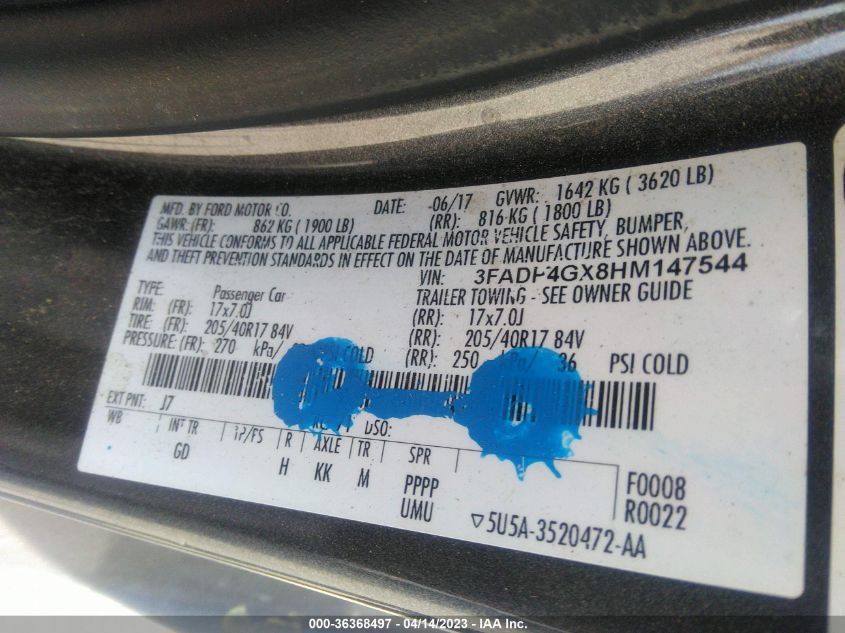 MFD. BY FORD MOTOR CO. DATE: 06/17 GVWR: 1642 KG ( 3620 LB)
GAWR: (FR): 862 KG ( 1900 LB) (RR): 816 KG ( 1800 LB)
THIS VEHICLE CONFORMS TO ALL APPLICABLE FEDERAL MOTOR VEHICLE SAFETY, BUMPER,
AND THEFT PREVENTION STANDARDS IN EFFECT ON THE DATE OF MANUFACTURE SHOWN ABOVE.
VIN: 3FADP4GX8HM147544
TYPE: Passenger Car TRAILER TOWING - SEE OWNER GUIDE
RIM: (FR): 17x7.0J (RR): 17x7.0J
TIRE: (FR): 205/40R17 84V (RR): 205/40R17 84V
PRESSURE: (FR): 270 kPa/ PSI COLD (RR): 250 kPa/ 36 PSI COLD
EXT PNT: J7 DSO:
WB INT TR TP/PS R AXLE TR SPR
GD H KK M PPPP
UMU
F0008
R0022
▽5U5A-3520472-AA
000-36368497 - 04/14/2023 - IAA Inc.